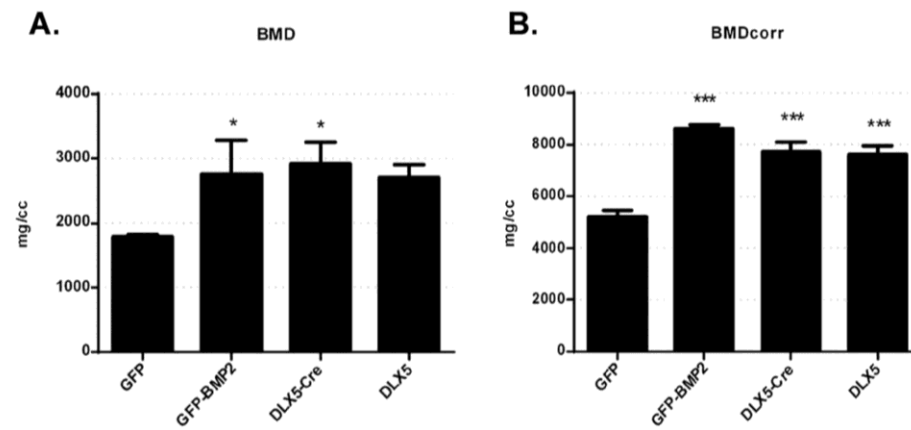 A.
BMD
4000
3000
2000
1000
0
mg/cc
* *
GFP
GFP-BMP2
DLX5-Cre
DLX5
B.
BMDcorr
10000
8000
6000
4000
2000
0
mg/cc
*** *** ***
GFP
GFP-BMP2
DLX5-Cre
DLX5